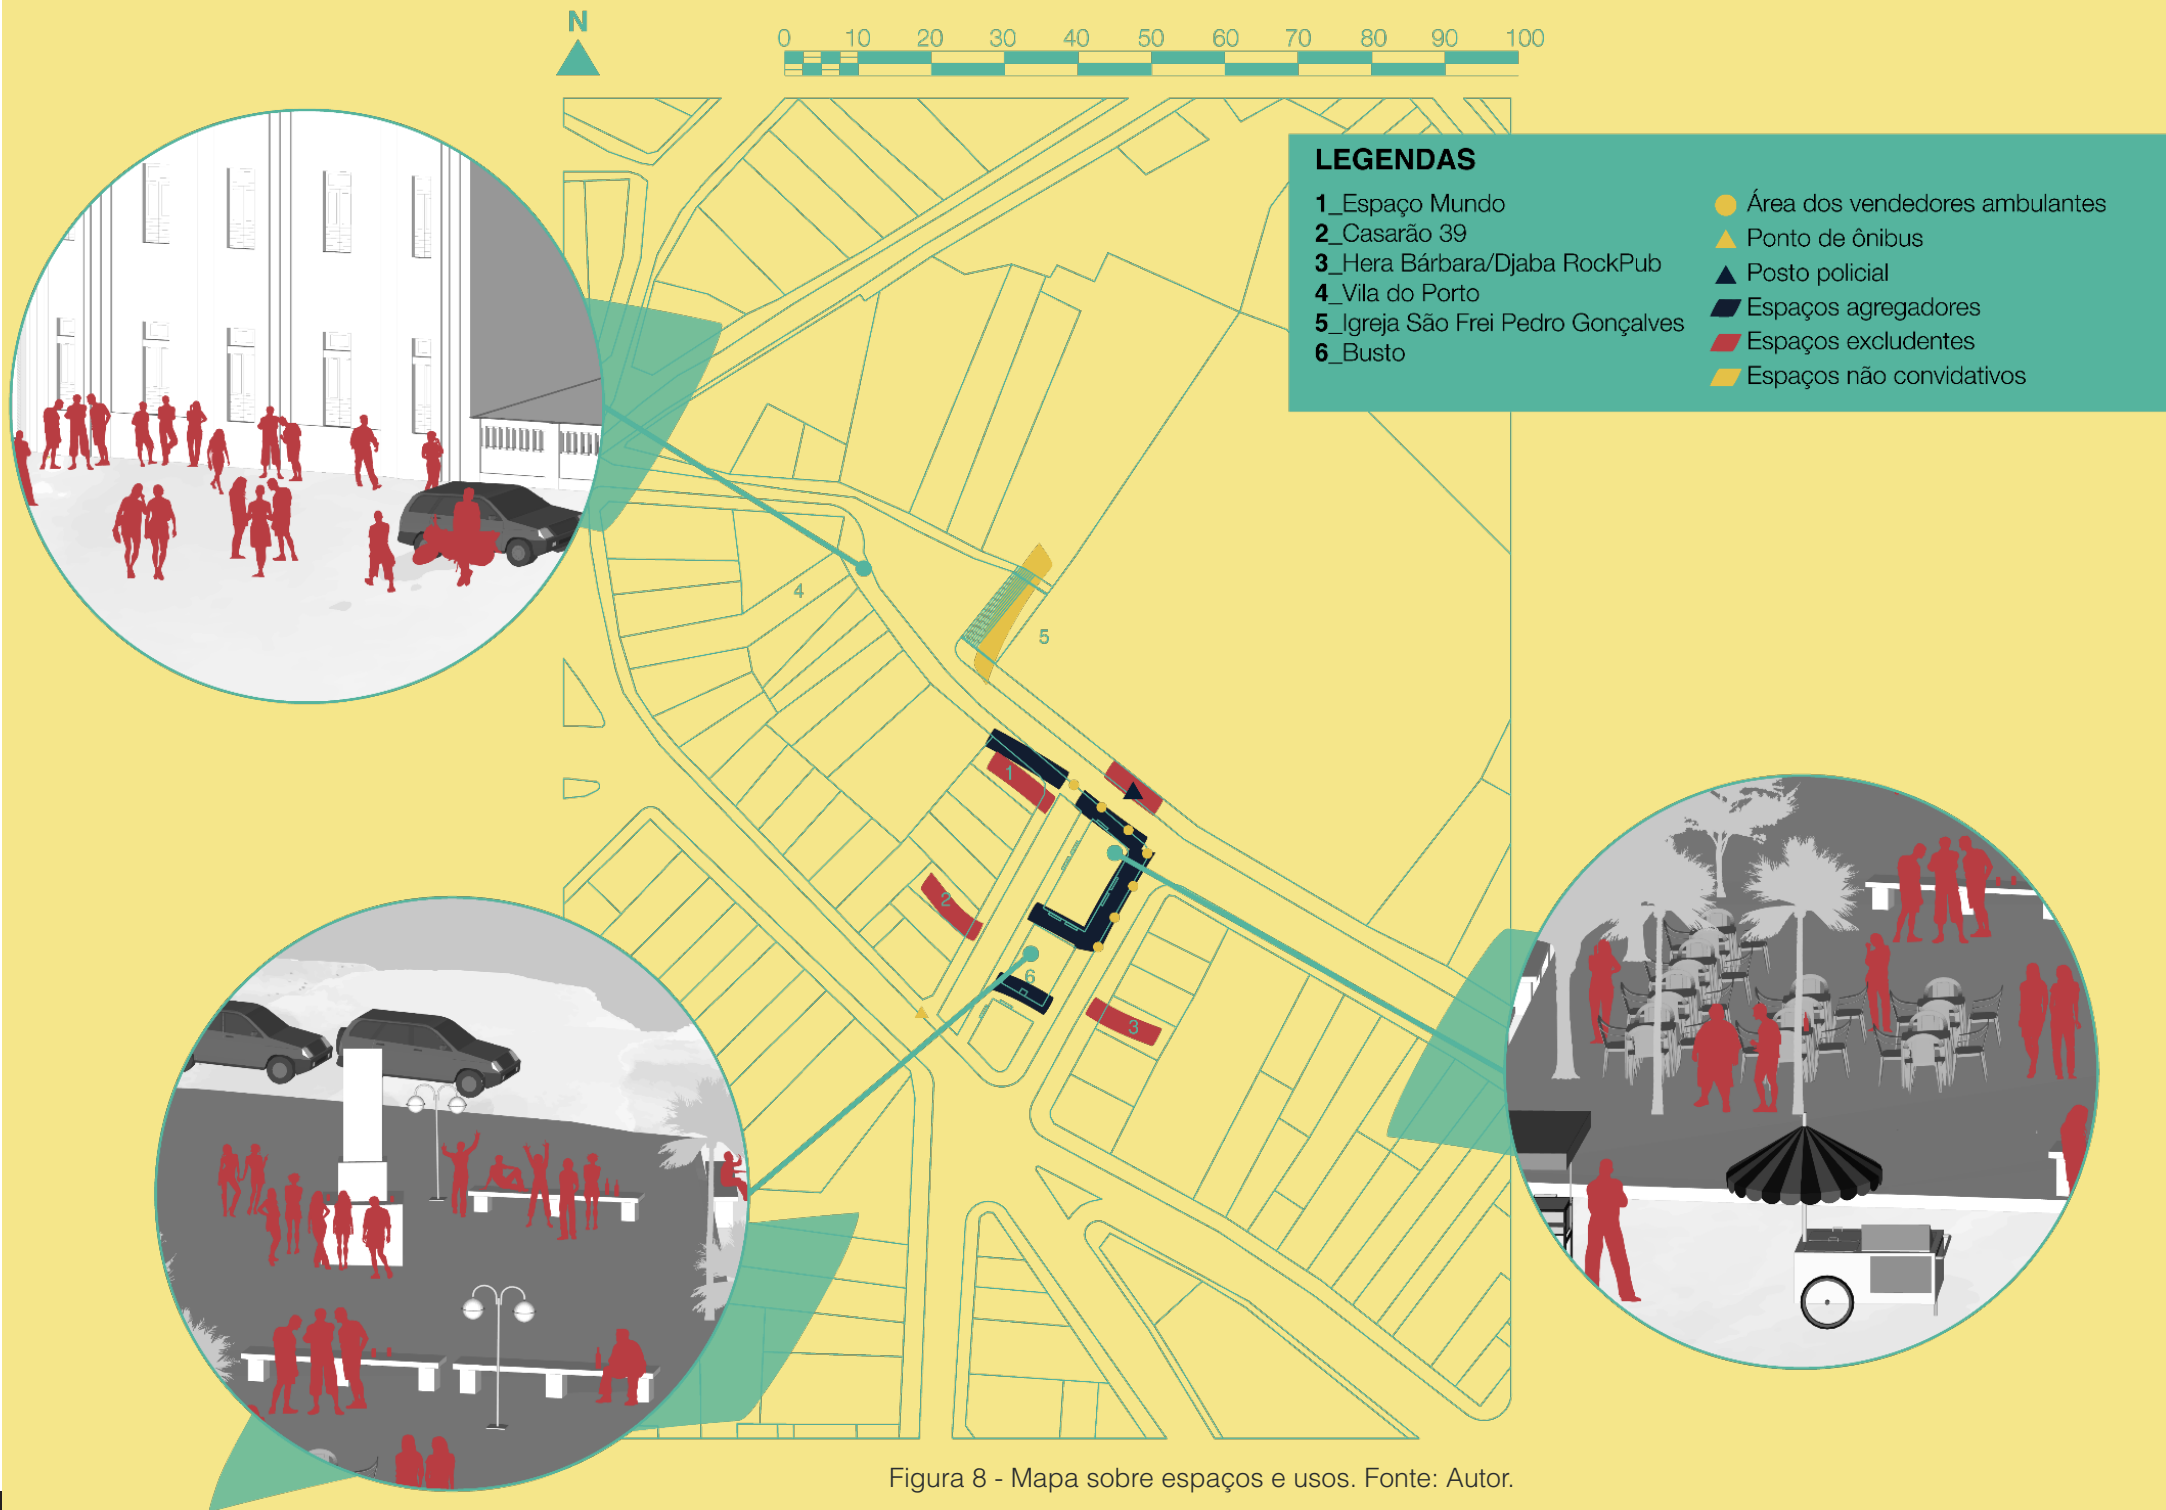 N
0 10 20 30 40 50 60 70 80 90 100
LEGENDAS
1_Espaço Mundo
2_Casarão 39
3_Hera Bárbara/Djaba RockPub
4_Vila do Porto
5_Igreja São Frei Pedro Gonçalves
6_Busto
Área dos vendedores ambulantes
Ponto de ônibus
Posto policial
Espaços agregadores
Espaços excludentes
Espaços não convidativos
4
5
1
2
6
3
Figura 8 - Mapa sobre espaços e usos. Fonte: Autor.